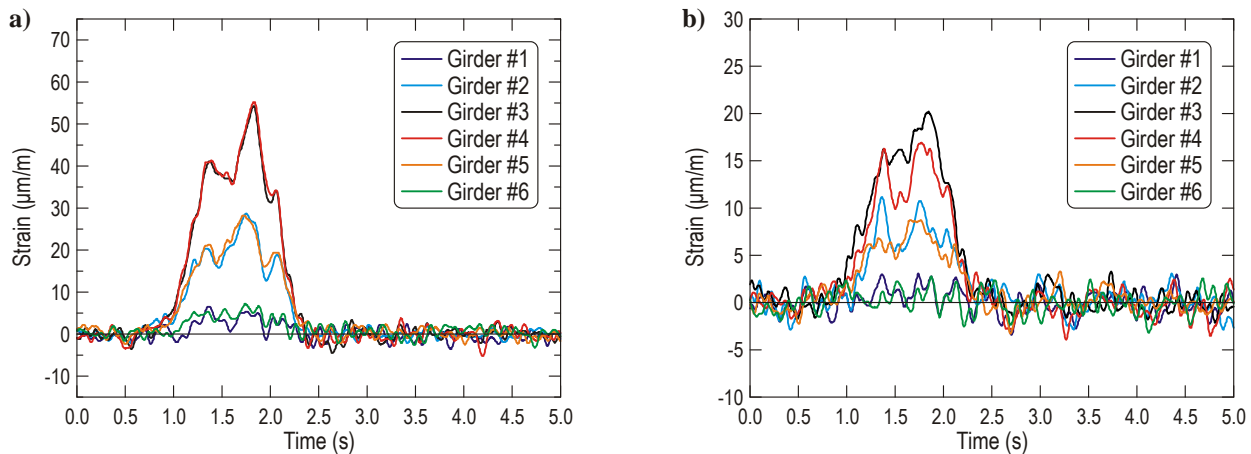 a)
Strain (µm/m)
70
60
50
40
30
20
10
0
-10
0.0 0.5 1.0 1.5 2.0 2.5 3.0 3.5 4.0 4.5 5.0
Time (s)
Girder #1
Girder #2
Girder #3
Girder #4
Girder #5
Girder #6
b)
Strain (µm/m)
30
25
20
15
10
5
0
-5
-10
0.0 0.5 1.0 1.5 2.0 2.5 3.0 3.5 4.0 4.5 5.0
Time (s)
Girder #1
Girder #2
Girder #3
Girder #4
Girder #5
Girder #6